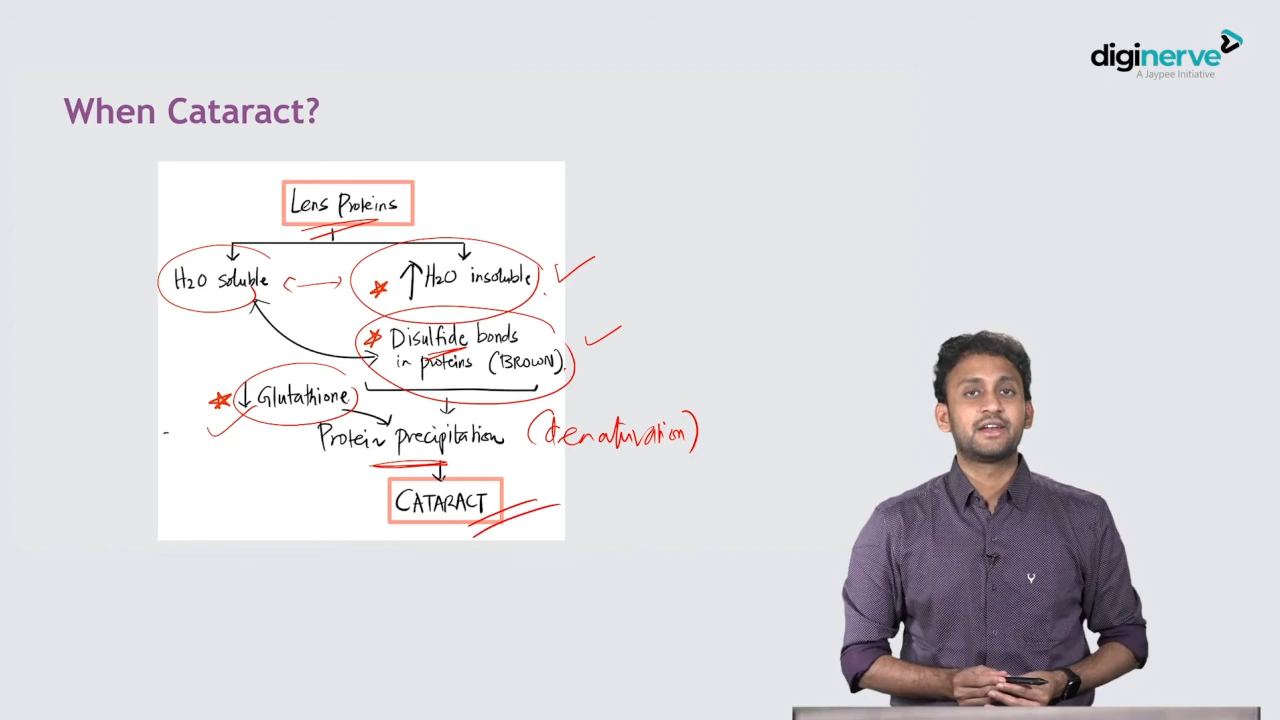 diginerve
A Jaypee Initiative
When Cataract?
Lens Proteins
H2O soluble
↑ H2O insoluble
Disulfide bonds
in proteins (BROWN).
↓ Glutathione
Protein precipitation (denaturation)
CATARACT